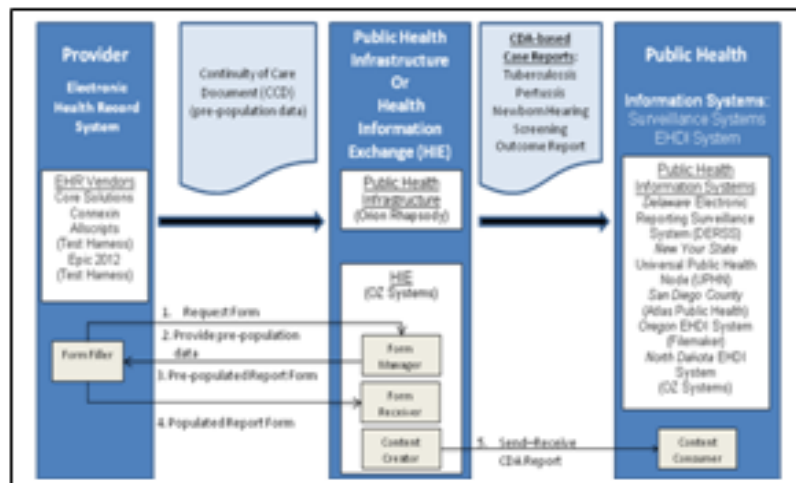 Provider
Electronic
Health Record
System
EHR Vendors
Core Solutions
Connexin
Allscripts
(Test Harness)
Epic 2012
(Test Harness)
Form Filler
Continuity of Care
Document (CCD)
(pre-population data)
1. Request Form
2. Provide pre-population
data
3. Pre-populated Report Form
4. Populated Report Form
Public Health
Infrastructure
Or
Health
Information
Exchange (HIE)
Public Health
Infrastructure
(Orion Rhapsody)
HIE
(OZ Systems)
Form
Manager
Form
Receiver
Content
Creator
CDA-based
Case Reports:
Tuberculosis
Pertussis
Newborn Hearing
Screening
Outcome Report
5. Send–Receive
CDA Report
Public Health
Information Systems:
Surveillance Systems
EHDI System
Public Health
Information Systems
Delaware Electronic
Reporting Surveillance
System (DERSS)
New Your State
Universal Public Health
Node (UPHN)
San Diego County
(Atlas Public Health)
Oregon EHDI System
(Filemaker)
North Dakota EHDI
System
(OZ Systems)
Content
Consumer